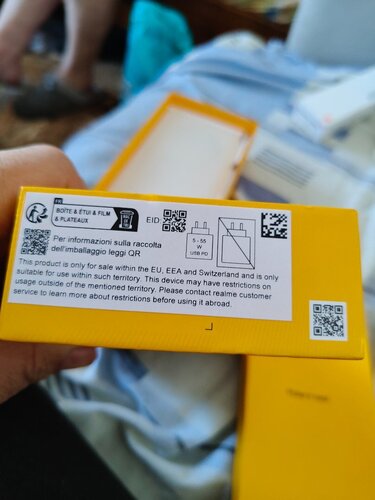 FR
BOÎTE & ÉTUI & FILM
& PLATEAUX
EID:
5 - 55
W
USB PD
Per informazioni sulla raccolta
dell'imballaggio leggi QR
This product is only for sale within the EU, EEA and Switzerland and is only
suitable for use within such territory. This device may have restrictions on
usage outside of the mentioned territory. Please contact realme customer
service to learn more about restrictions before using it abroad.